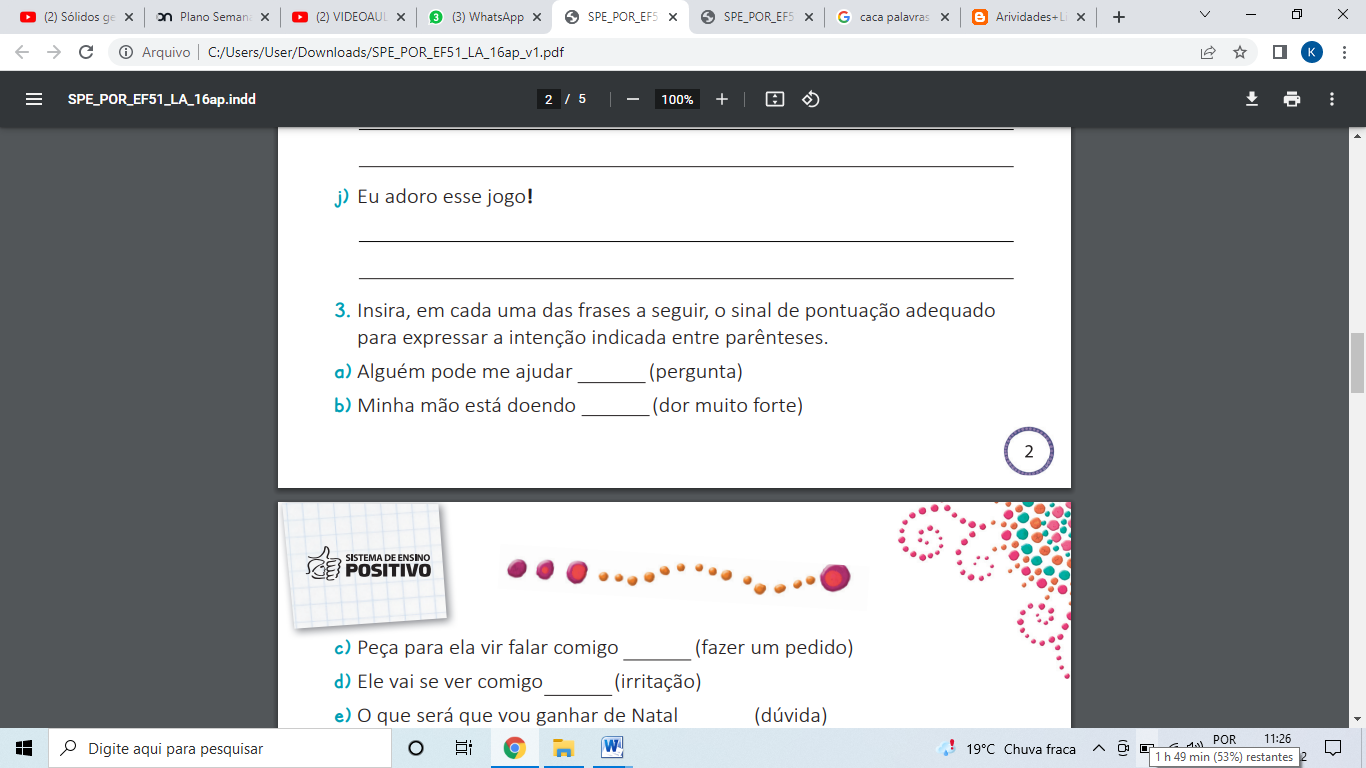 (2) Sólidos ge
Plano Seman
(2) VIDEOAUL
(3) WhatsApp
SPE_POR_EF5
SPE_POR_EF5
caca palavras
Arividades+Li
Arquivo
C:/Users/User/Downloads/SPE_POR_EF51_LA_16ap_v1.pdf
K
SPE_POR_EF51_LA_16ap.indd
2 / 5
100%
j) Eu adoro esse jogo!
3. Insira, em cada uma das frases a seguir, o sinal de pontuação adequado
para expressar a intenção indicada entre parênteses.
a) Alguém pode me ajudar _______ (pergunta)
b) Minha mão está doendo _______ (dor muito forte)
2
SISTEMA DE ENSINO
POSITIVO
c) Peça para ela vir falar comigo _______ (fazer um pedido)
d) Ele vai se ver comigo _______ (irritação)
e) O que será que vou ganhar de Natal (dúvida)
Digite aqui para pesquisar
19°C Chuva fraca
POR
11:26
1 h 49 min (53%) restantes
2